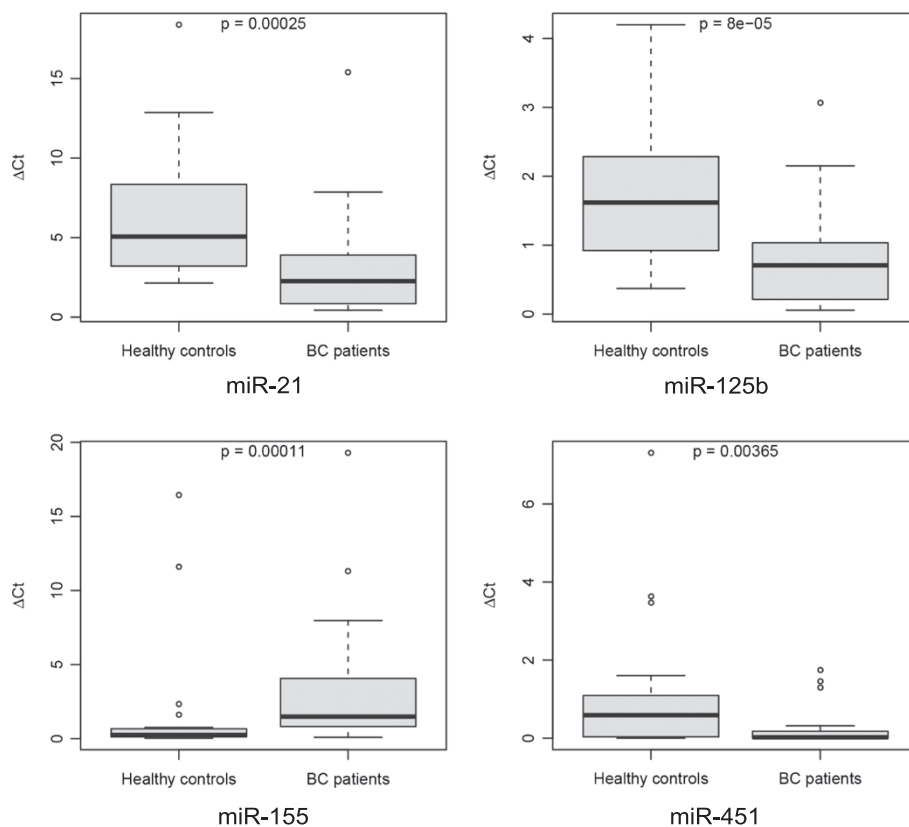 p = 0.00025
15
10
5
0
ΔCt
Healthy controls
BC patients
miR-21
p = 8e−05
4
3
2
1
0
ΔCt
Healthy controls
BC patients
miR-125b
p = 0.00011
20
15
10
5
0
ΔCt
Healthy controls
BC patients
miR-155
p = 0.00365
6
4
2
0
ΔCt
Healthy controls
BC patients
miR-451